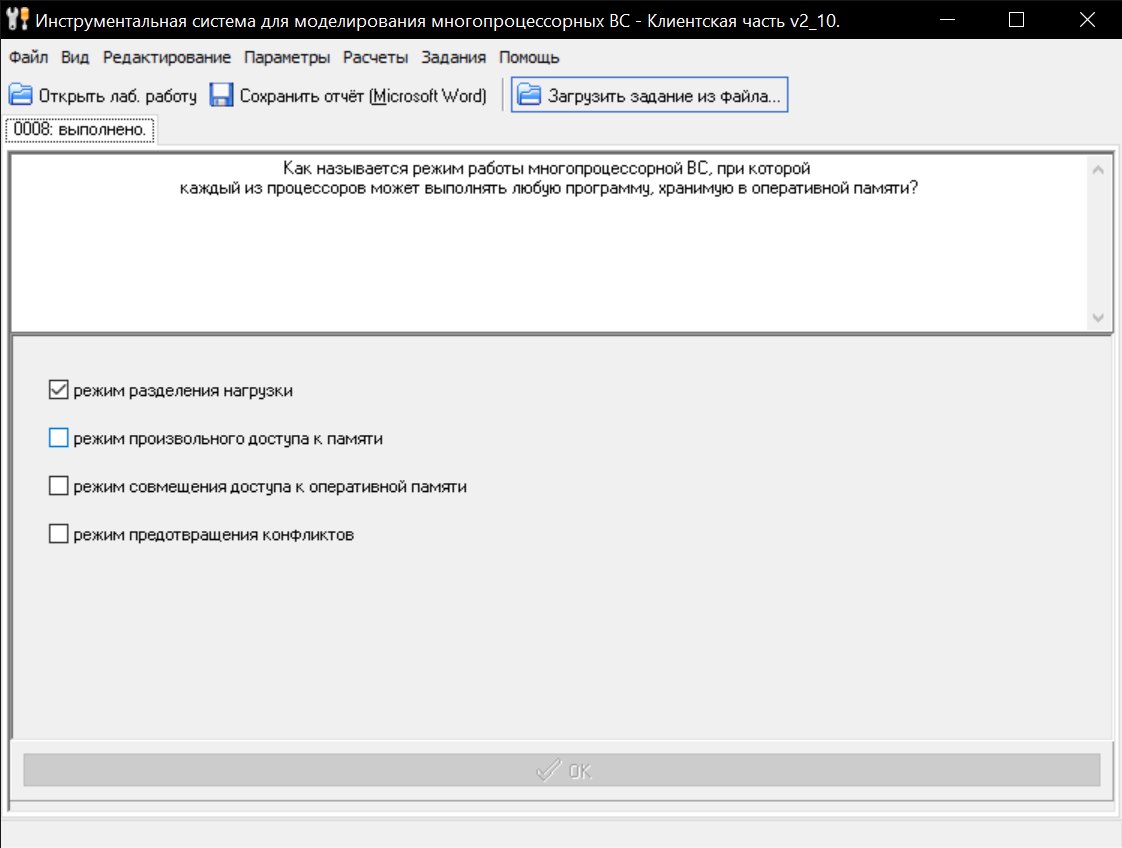 Инструментальная система для моделирования многопроцессорных ВС - Клиентская часть v2_10.
Файл Вид Редактирование Параметры Расчеты Задания Помощь
Открыть лаб. работу Сохранить отчёт (Microsoft Word) Загрузить задание из файла...
0008: выполнено.
Как называется режим работы многопроцессорной ВС, при которой
каждый из процессоров может выполнять любую программу, хранимую в оперативной памяти?
режим разделения нагрузки
режим произвольного доступа к памяти
режим совмещения доступа к оперативной памяти
режим предотвращения конфликтов
OK